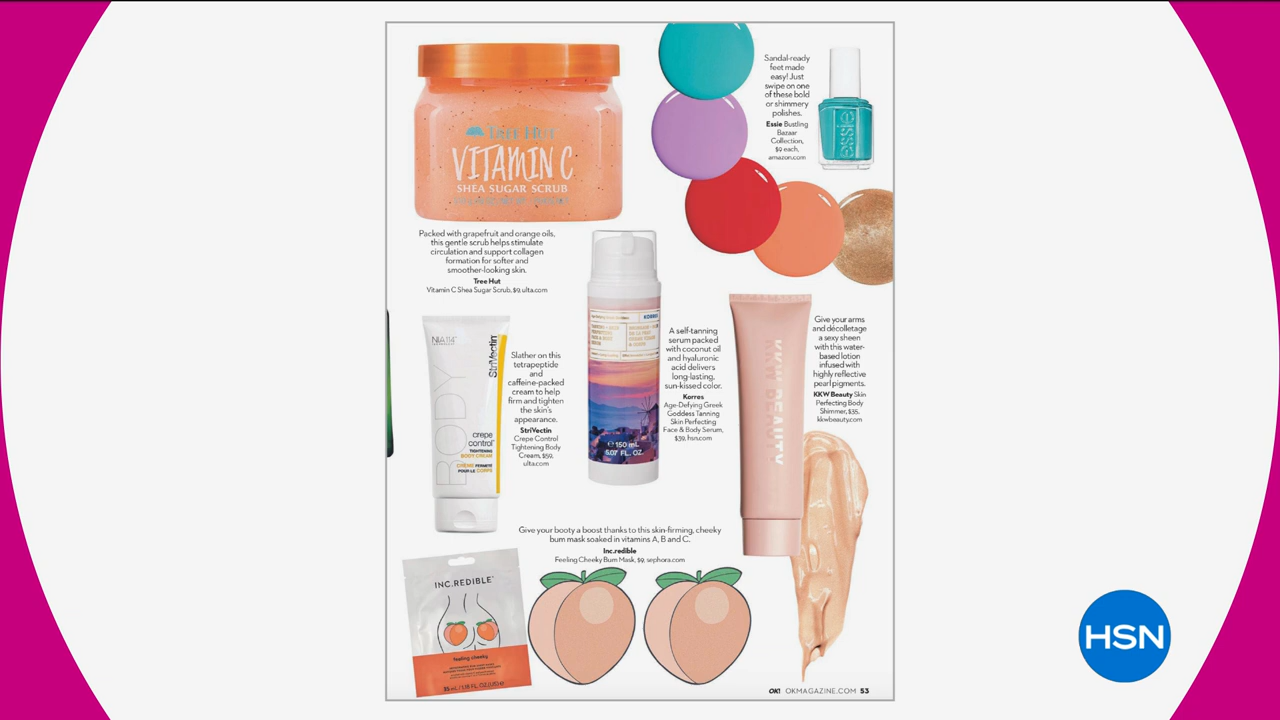 Tree Hut
VITAMIN C
SHEA SUGAR SCRUB
Packed with grapefruit and orange oils,
this gentle scrub helps stimulate
circulation and support collagen
formation for softer and
smoother-looking skin.
Tree Hut
Vitamin C Shea Sugar Scrub, $9, ulta.com
Sandal-ready
feet made
easy! Just
swipe on one
of these bold
or shimmery
polishes.
Essie Bustling
Bazaar
Collection,
$9 each,
amazon.com
essie
NIA 114
StriVectin
BODY
crepe
control
TIGHTENING
BODY CREAM
CRÈME FERMETÉ
POUR LE CORPS
Slather on this
tetrapeptide
and
caffeine-packed
cream to help
firm and tighten
the skin's
appearance.
StriVectin
Crepe Control
Tightening Body
Cream, $59,
ulta.com
KORRES
℮ 150 mL
5.07 FL. OZ.
A self-tanning
serum packed
with coconut oil
and hyaluronic
acid delivers
long-lasting,
sun-kissed color.
Korres
Age-Defying Greek
Goddess Tanning
Skin Perfecting
Face & Body Serum,
$39, hsn.com
KKW BEAUTY
Give your arms
and décolletage
a sexy sheen
with this water-
based lotion
infused with
highly reflective
pearl pigments.
KKW Beauty Skin
Perfecting Body
Shimmer, $35,
kkwbeauty.com
Give your booty a boost thanks to this skin-firming, cheeky
bum mask soaked in vitamins A, B and C.
Inc.redible
Feeling Cheeky Bum Mask, $9, sephora.com
INC.REDIBLE
feeling cheeky
OK! OKMAGAZINE.COM 53
HSN